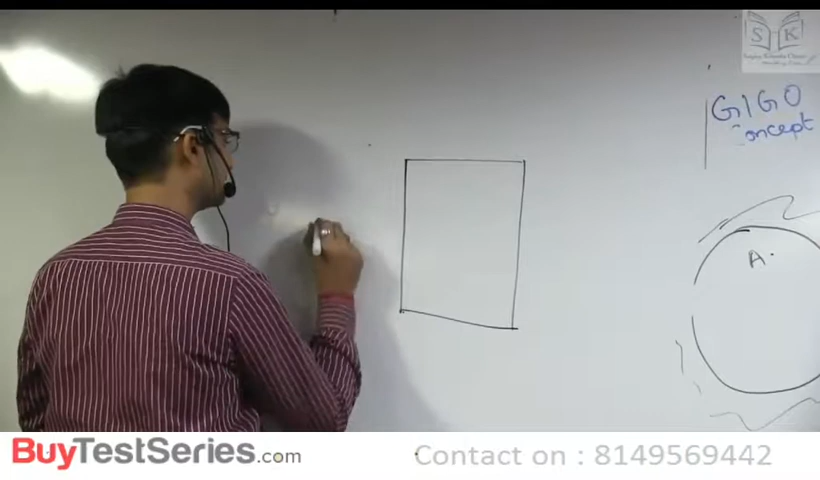 S K
GIGO
concept
A.
BuyTestSeries.com
Contact on : 8149569442